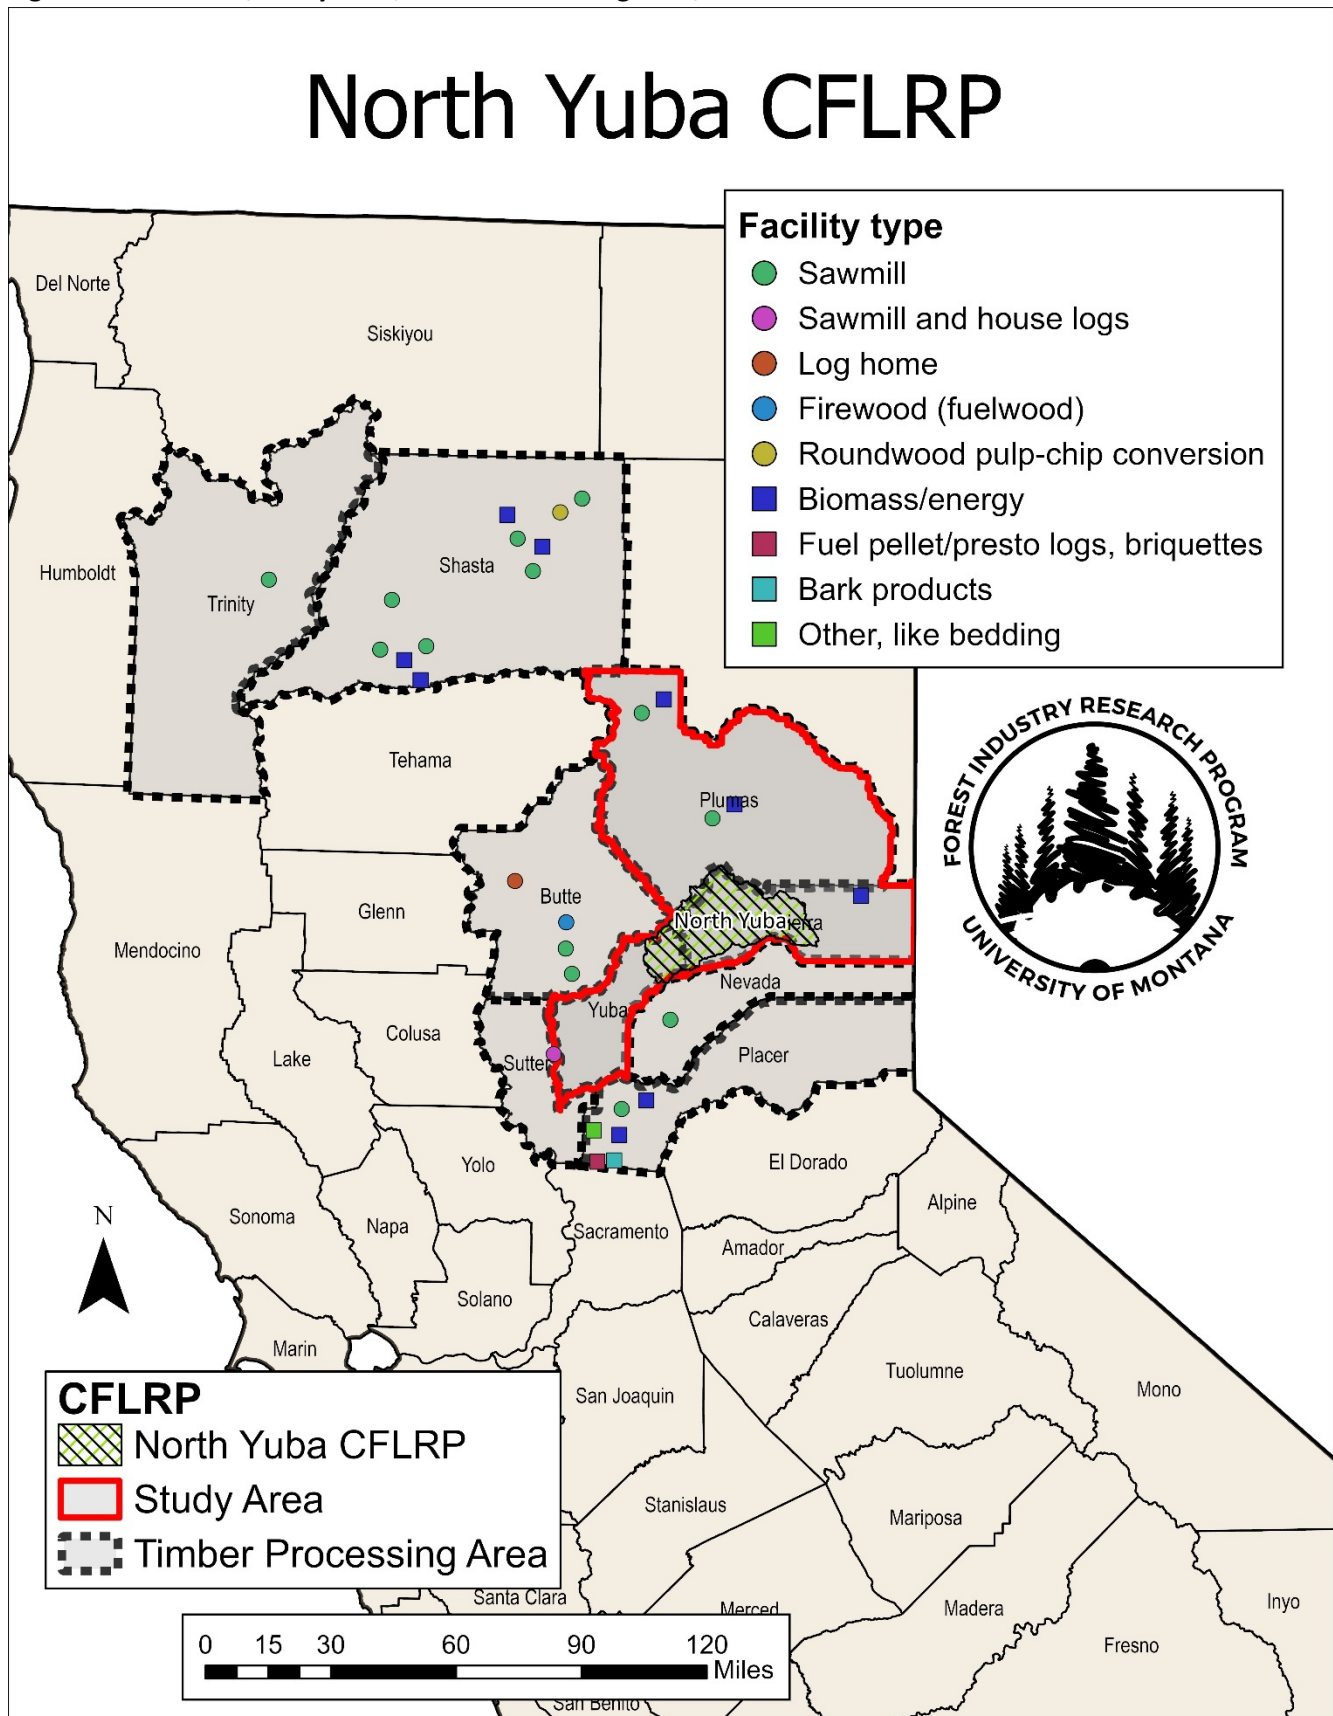 North Yuba CFLRP
Facility type
Sawmill
Sawmill and house logs
Log home
Firewood (fuelwood)
Roundwood pulp-chip conversion
Biomass/energy
Fuel pellet/presto logs, briquettes
Bark products
Other, like bedding
Del Norte
Siskiyou
Humboldt
Trinity
Shasta
Tehama
Plumas
FOREST INDUSTRY RESEARCH PROGRAM
UNIVERSITY OF MONTANA
Butte
Glenn
North Yuba
Mendocino
Nevada
Yuba
Colusa
Lake
Sutter
Placer
Yolo
El Dorado
Alpine
N
Sonoma
Napa
Sacramento
Amador
Solano
Calaveras
Marin
Tuolumne
Mono
San Joaquin
CFLRP
North Yuba CFLRP
Study Area
Timber Processing Area
Stanislaus
Mariposa
Santa Clara
Merced
Madera
Inyo
Fresno
0 15 30 60 90 120
Miles
San Benito